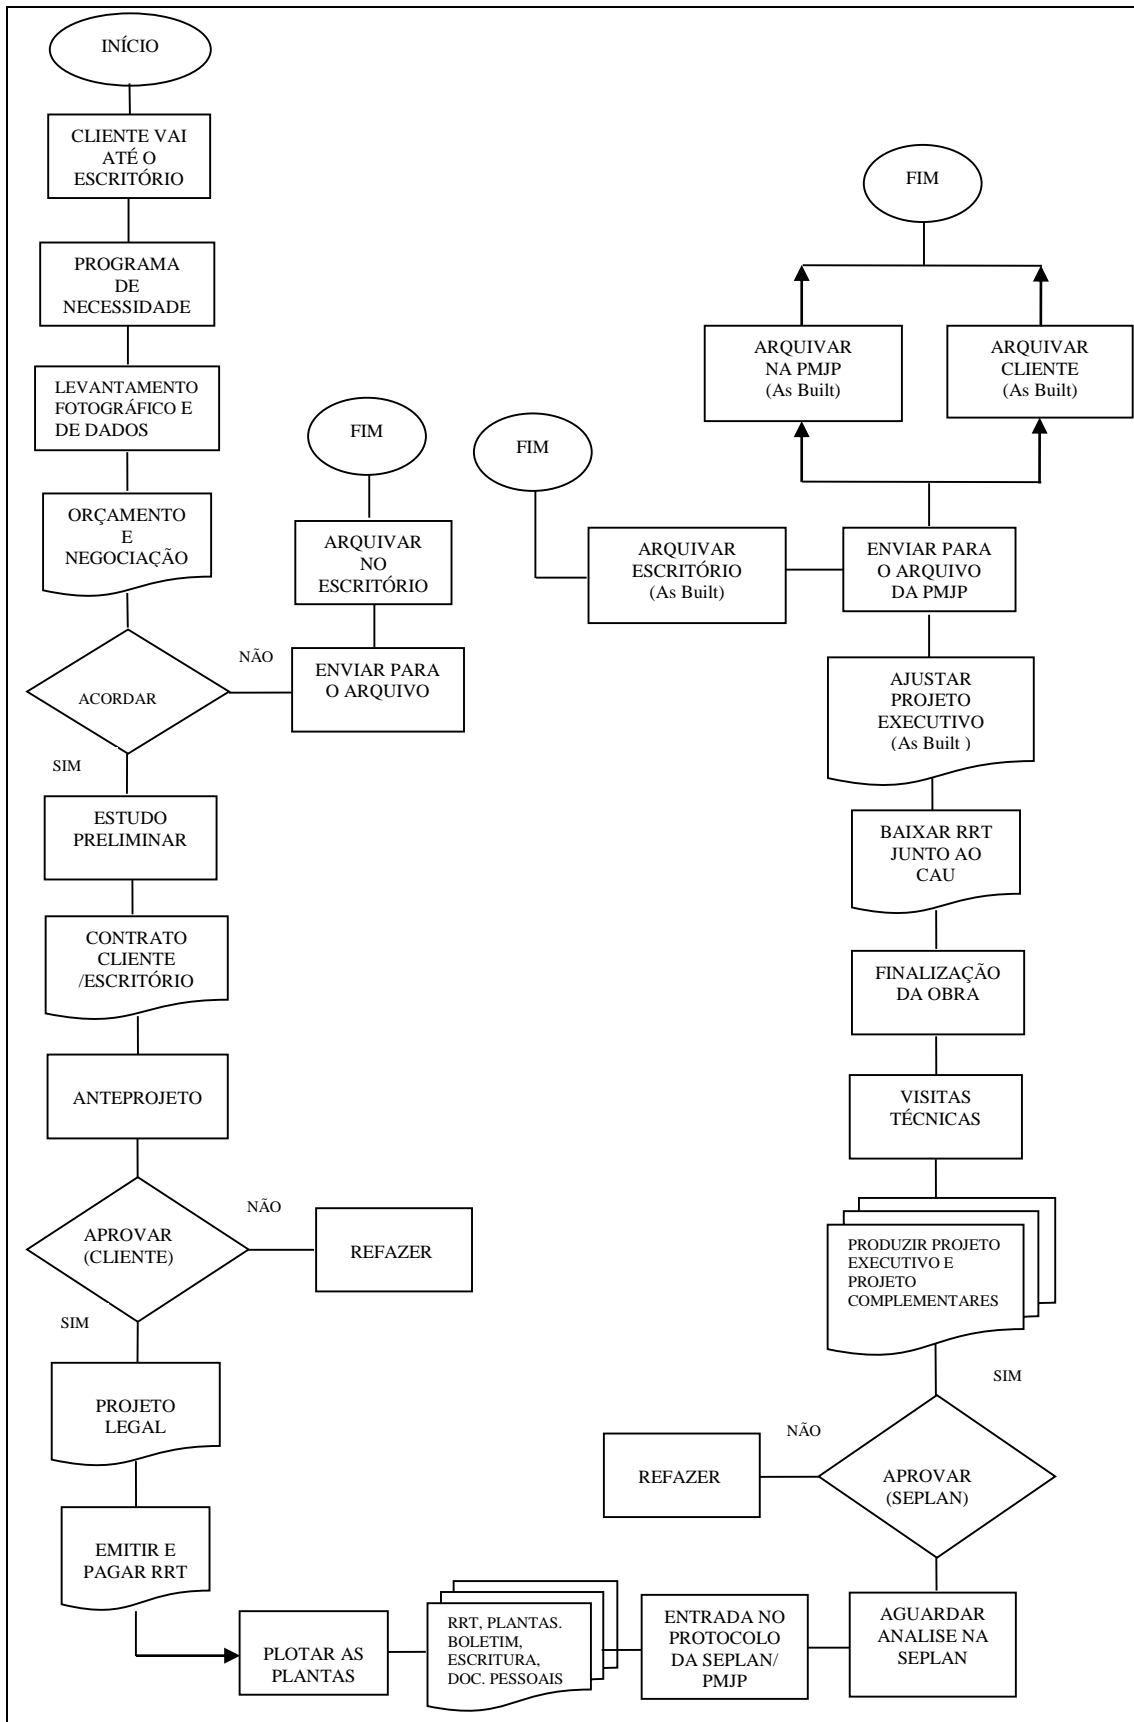 INÍCIO
CLIENTE VAI
ATÉ O
ESCRITÓRIO
PROGRAMA
DE
NECESSIDADE
LEVANTAMENTO
FOTOGRÁFICO E
DE DADOS
ORÇAMENTO
E
NEGOCIAÇÃO
ACORDAR
NÃO
ENVIAR PARA
O ARQUIVO
ARQUIVAR
NO
ESCRITÓRIO
FIM
SIM
ESTUDO
PRELIMINAR
CONTRATO
CLIENTE
/ESCRITÓRIO
ANTEPROJETO
APROVAR
(CLIENTE)
NÃO
REFAZER
SIM
PROJETO
LEGAL
EMITIR E
PAGAR RRT
PLOTAR AS
PLANTAS
RRT, PLANTAS.
BOLETIM,
ESCRITURA,
DOC. PESSOAIS
ENTRADA NO
PROTOCOLO
DA SEPLAN/
PMJP
AGUARDAR
ANALISE NA
SEPLAN
APROVAR
(SEPLAN)
NÃO
REFAZER
SIM
PRODUZIR PROJETO
EXECUTIVO E
PROJETO
COMPLEMENTARES
VISITAS
TÉCNICAS
FINALIZAÇÃO
DA OBRA
BAIXAR RRT
JUNTO AO
CAU
AJUSTAR
PROJETO
EXECUTIVO
(As Built )
ENVIAR PARA
O ARQUIVO
DA PMJP
ARQUIVAR
ESCRITÓRIO
(As Built)
FIM
ARQUIVAR
NA PMJP
(As Built)
ARQUIVAR
CLIENTE
(As Built)
FIM